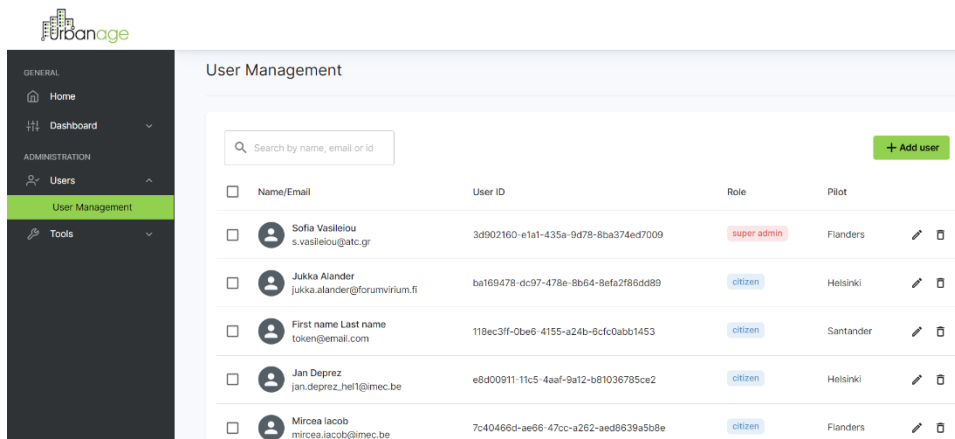 Urbanage
GENERAL
Home
Dashboard
ADMINISTRATION
Users
User Management
Tools
User Management
Search by name, email or id
+ Add user
Name/Email User ID Role Pilot
Sofia Vasileiou
s.vasileiou@atc.gr
3d902160-e1a1-435a-9d78-8ba374ed7009 super admin Flanders
Jukka Alander
jukka.alander@forumvirium.fi
ba169478-dc97-478e-8b64-8efa2f86dd89 citizen Helsinki
First name Last name
token@email.com
118ec3ff-0be6-4155-a24b-6cfc0abb1453 citizen Santander
Jan Deprez
jan.deprez_hel1@imec.be
e8d00911-11c5-4aaf-9a12-b81036785ce2 citizen Helsinki
Mircea Iacob
mircea.iacob@imec.be
7c40466d-ae66-47cc-a262-aed8639a5b8e citizen Flanders